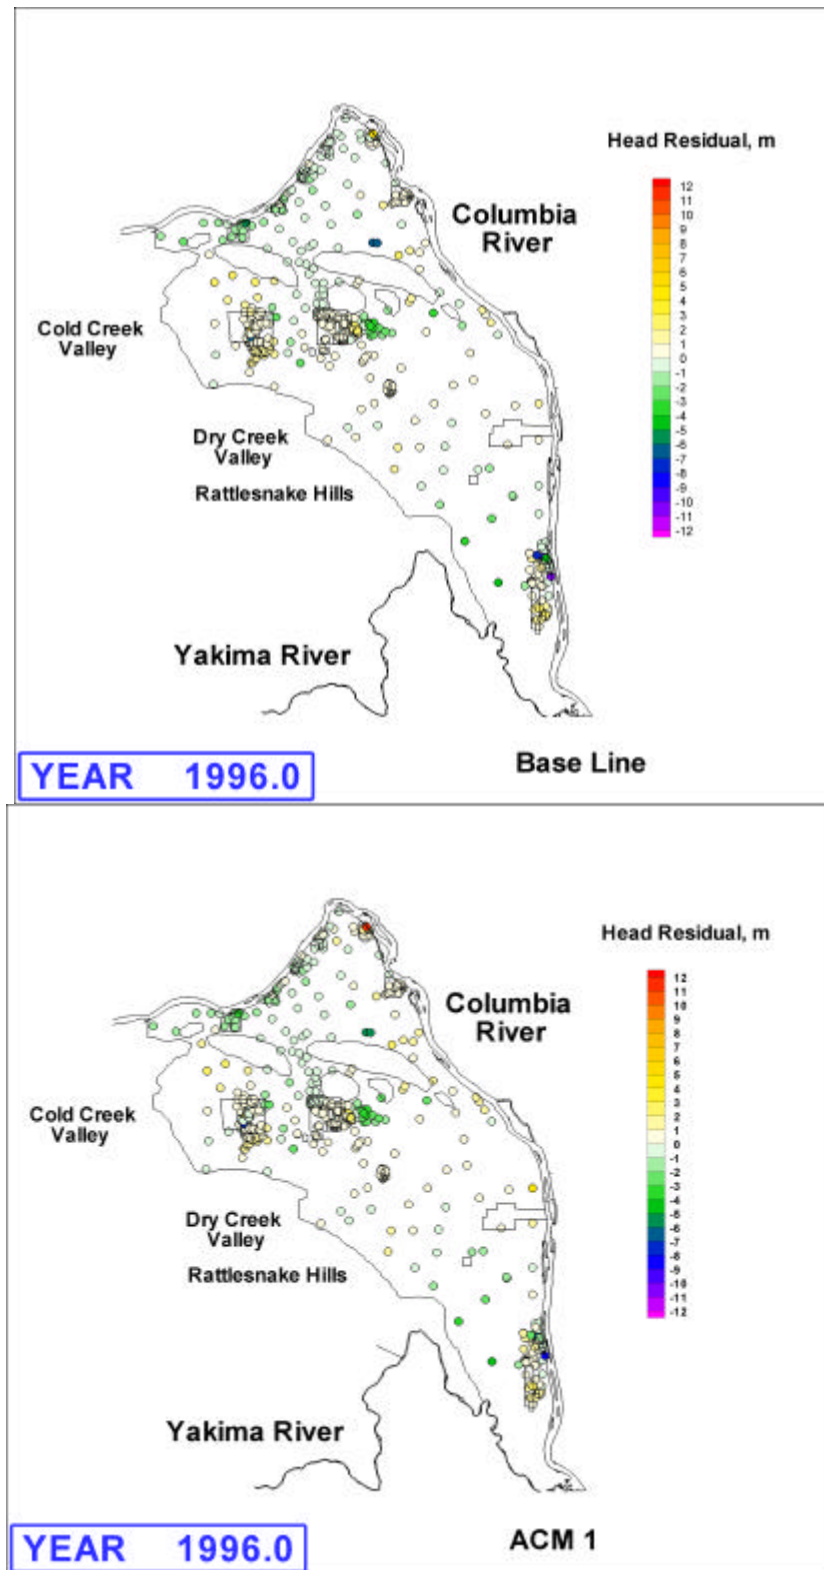 Head Residual, m
12
11
10
9
8
7
6
5
4
3
2
1
0
-1
-2
-3
-4
-5
-6
-7
-8
-9
-10
-11
-12
Columbia
River
Cold Creek
Valley
Dry Creek
Valley
Rattlesnake Hills
Yakima River
Base Line
YEAR 1996.0
Head Residual, m
12
11
10
9
8
7
6
5
4
3
2
1
0
-1
-2
-3
-4
-5
-6
-7
-8
-9
-10
-11
-12
Columbia
River
Cold Creek
Valley
Dry Creek
Valley
Rattlesnake Hills
Yakima River
ACM 1
YEAR 1996.0